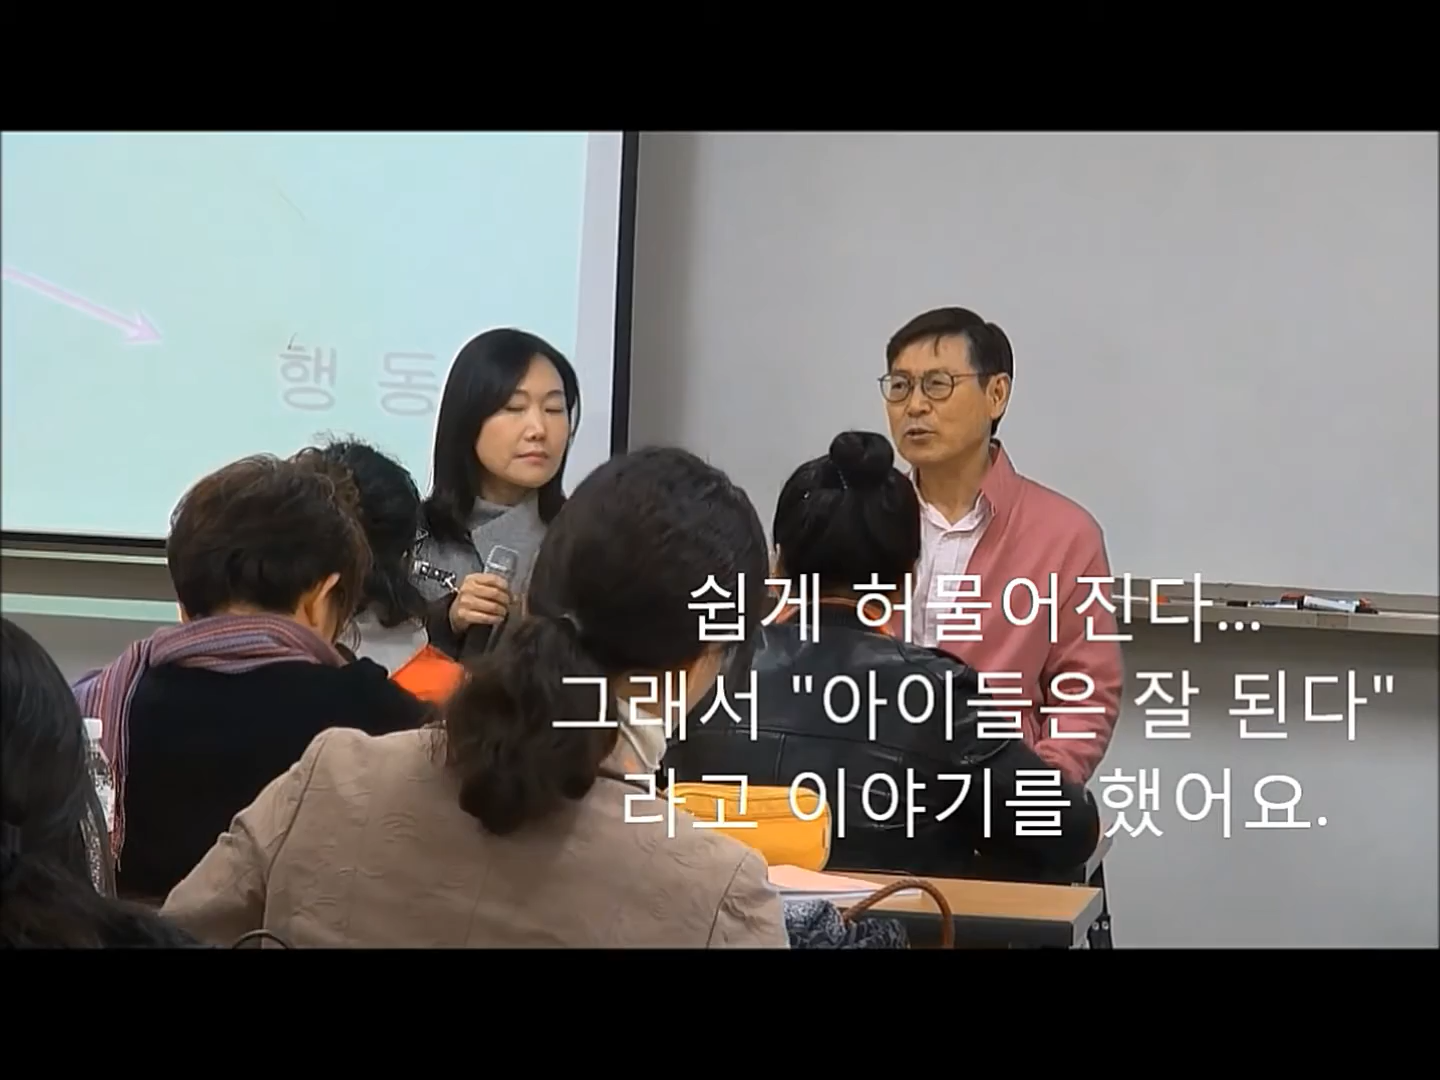 행 동
쉽게 허물어진다...
그래서 "아이들은 잘 된다"
라고 이야기를 했어요.